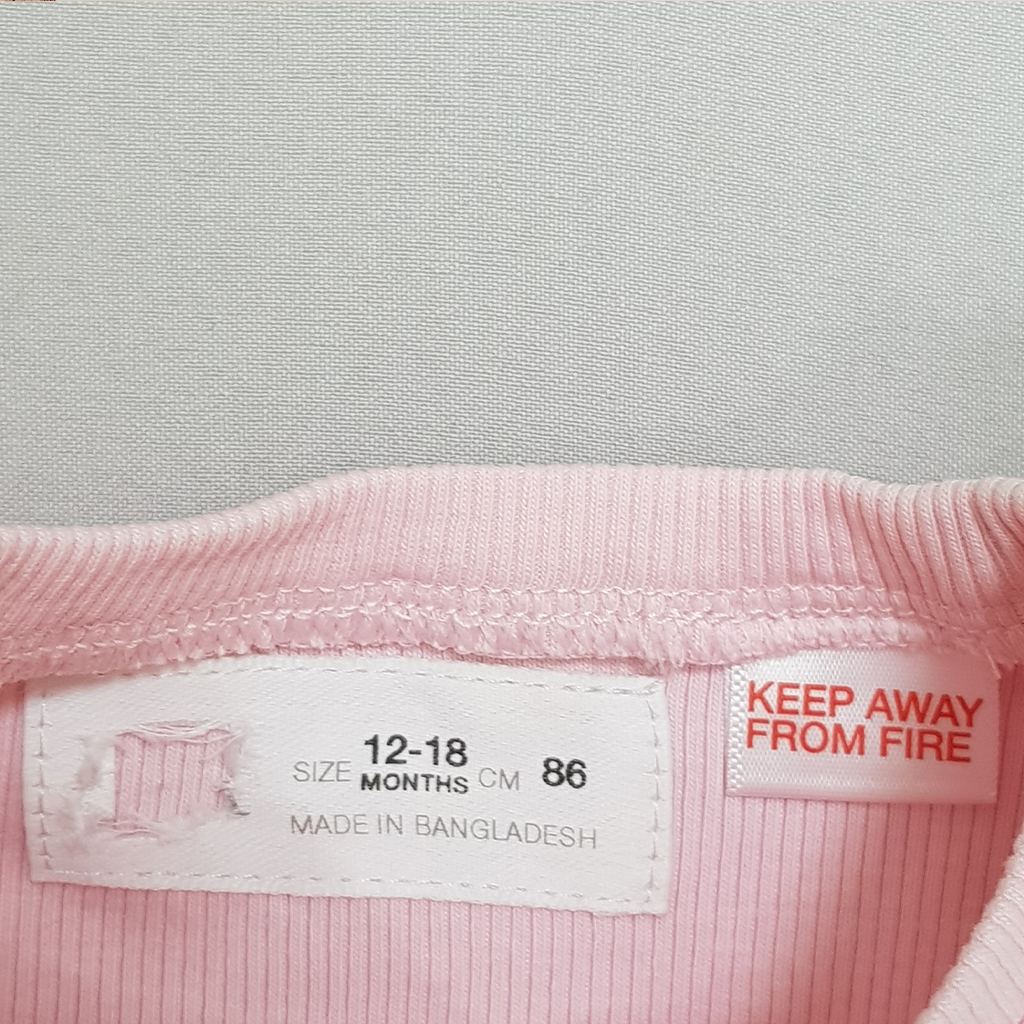 SIZE 12-18 MONTHS CM 86
MADE IN BANGLADESH
KEEP AWAY
FROM FIRE